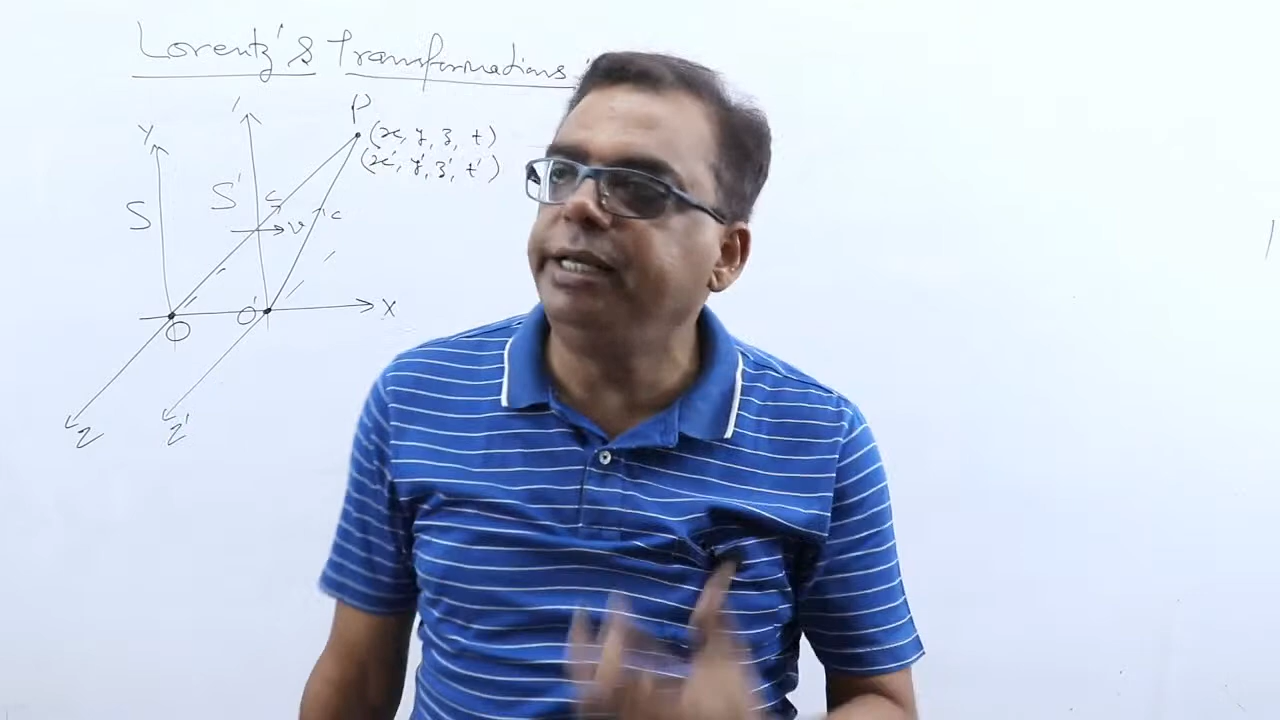 Lorentz's Transformations :
P
Y
(x, y, z, t)
(x', y', z', t')
S
S'
c
v
c
O
O'
X
Z
Z'